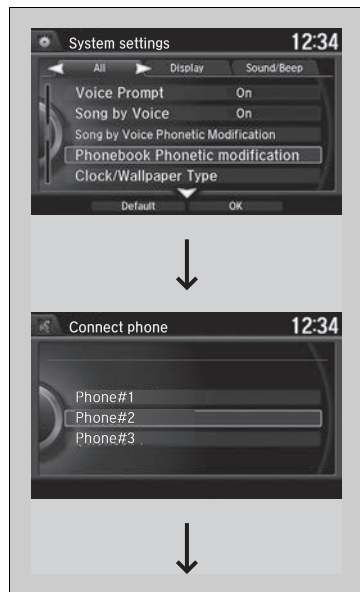 System settings 12:34
All Display Sound/Beep
Voice Prompt On
Song by Voice On
Song by Voice Phonetic Modification
Phonebook Phonetic modification
Clock/Wallpaper Type
Default OK
Connect phone 12:34
Phone#1
Phone#2
Phone#3